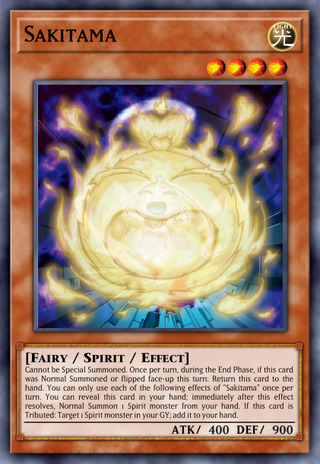 Sakitama
LIGHT
光
[Fairy / Spirit / Effect]
Cannot be Special Summoned. Once per turn, during the End Phase, if this card
was Normal Summoned or flipped face-up this turn: Return this card to the
hand. You can only use each of the following effects of "Sakitama" once per
turn. You can reveal this card in your hand; immediately after this effect
resolves, Normal Summon 1 Spirit monster from your hand. If this card is
Tributed: Target 1 Spirit monster in your GY; add it to your hand.
ATK/ 400 DEF/ 900